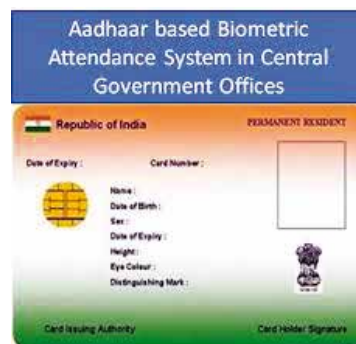 Aadhaar based Biometric
Attendance System in Central
Government Offices
Republic of India
PERMANENT RESIDENT
Date of Expiry :
Card Number :
Name :
Date of Birth :
Sex :
Date of Expiry :
Height :
Eye Colour :
Distinguishing Mark :
Card Issuing Authority
Card Holder Signature